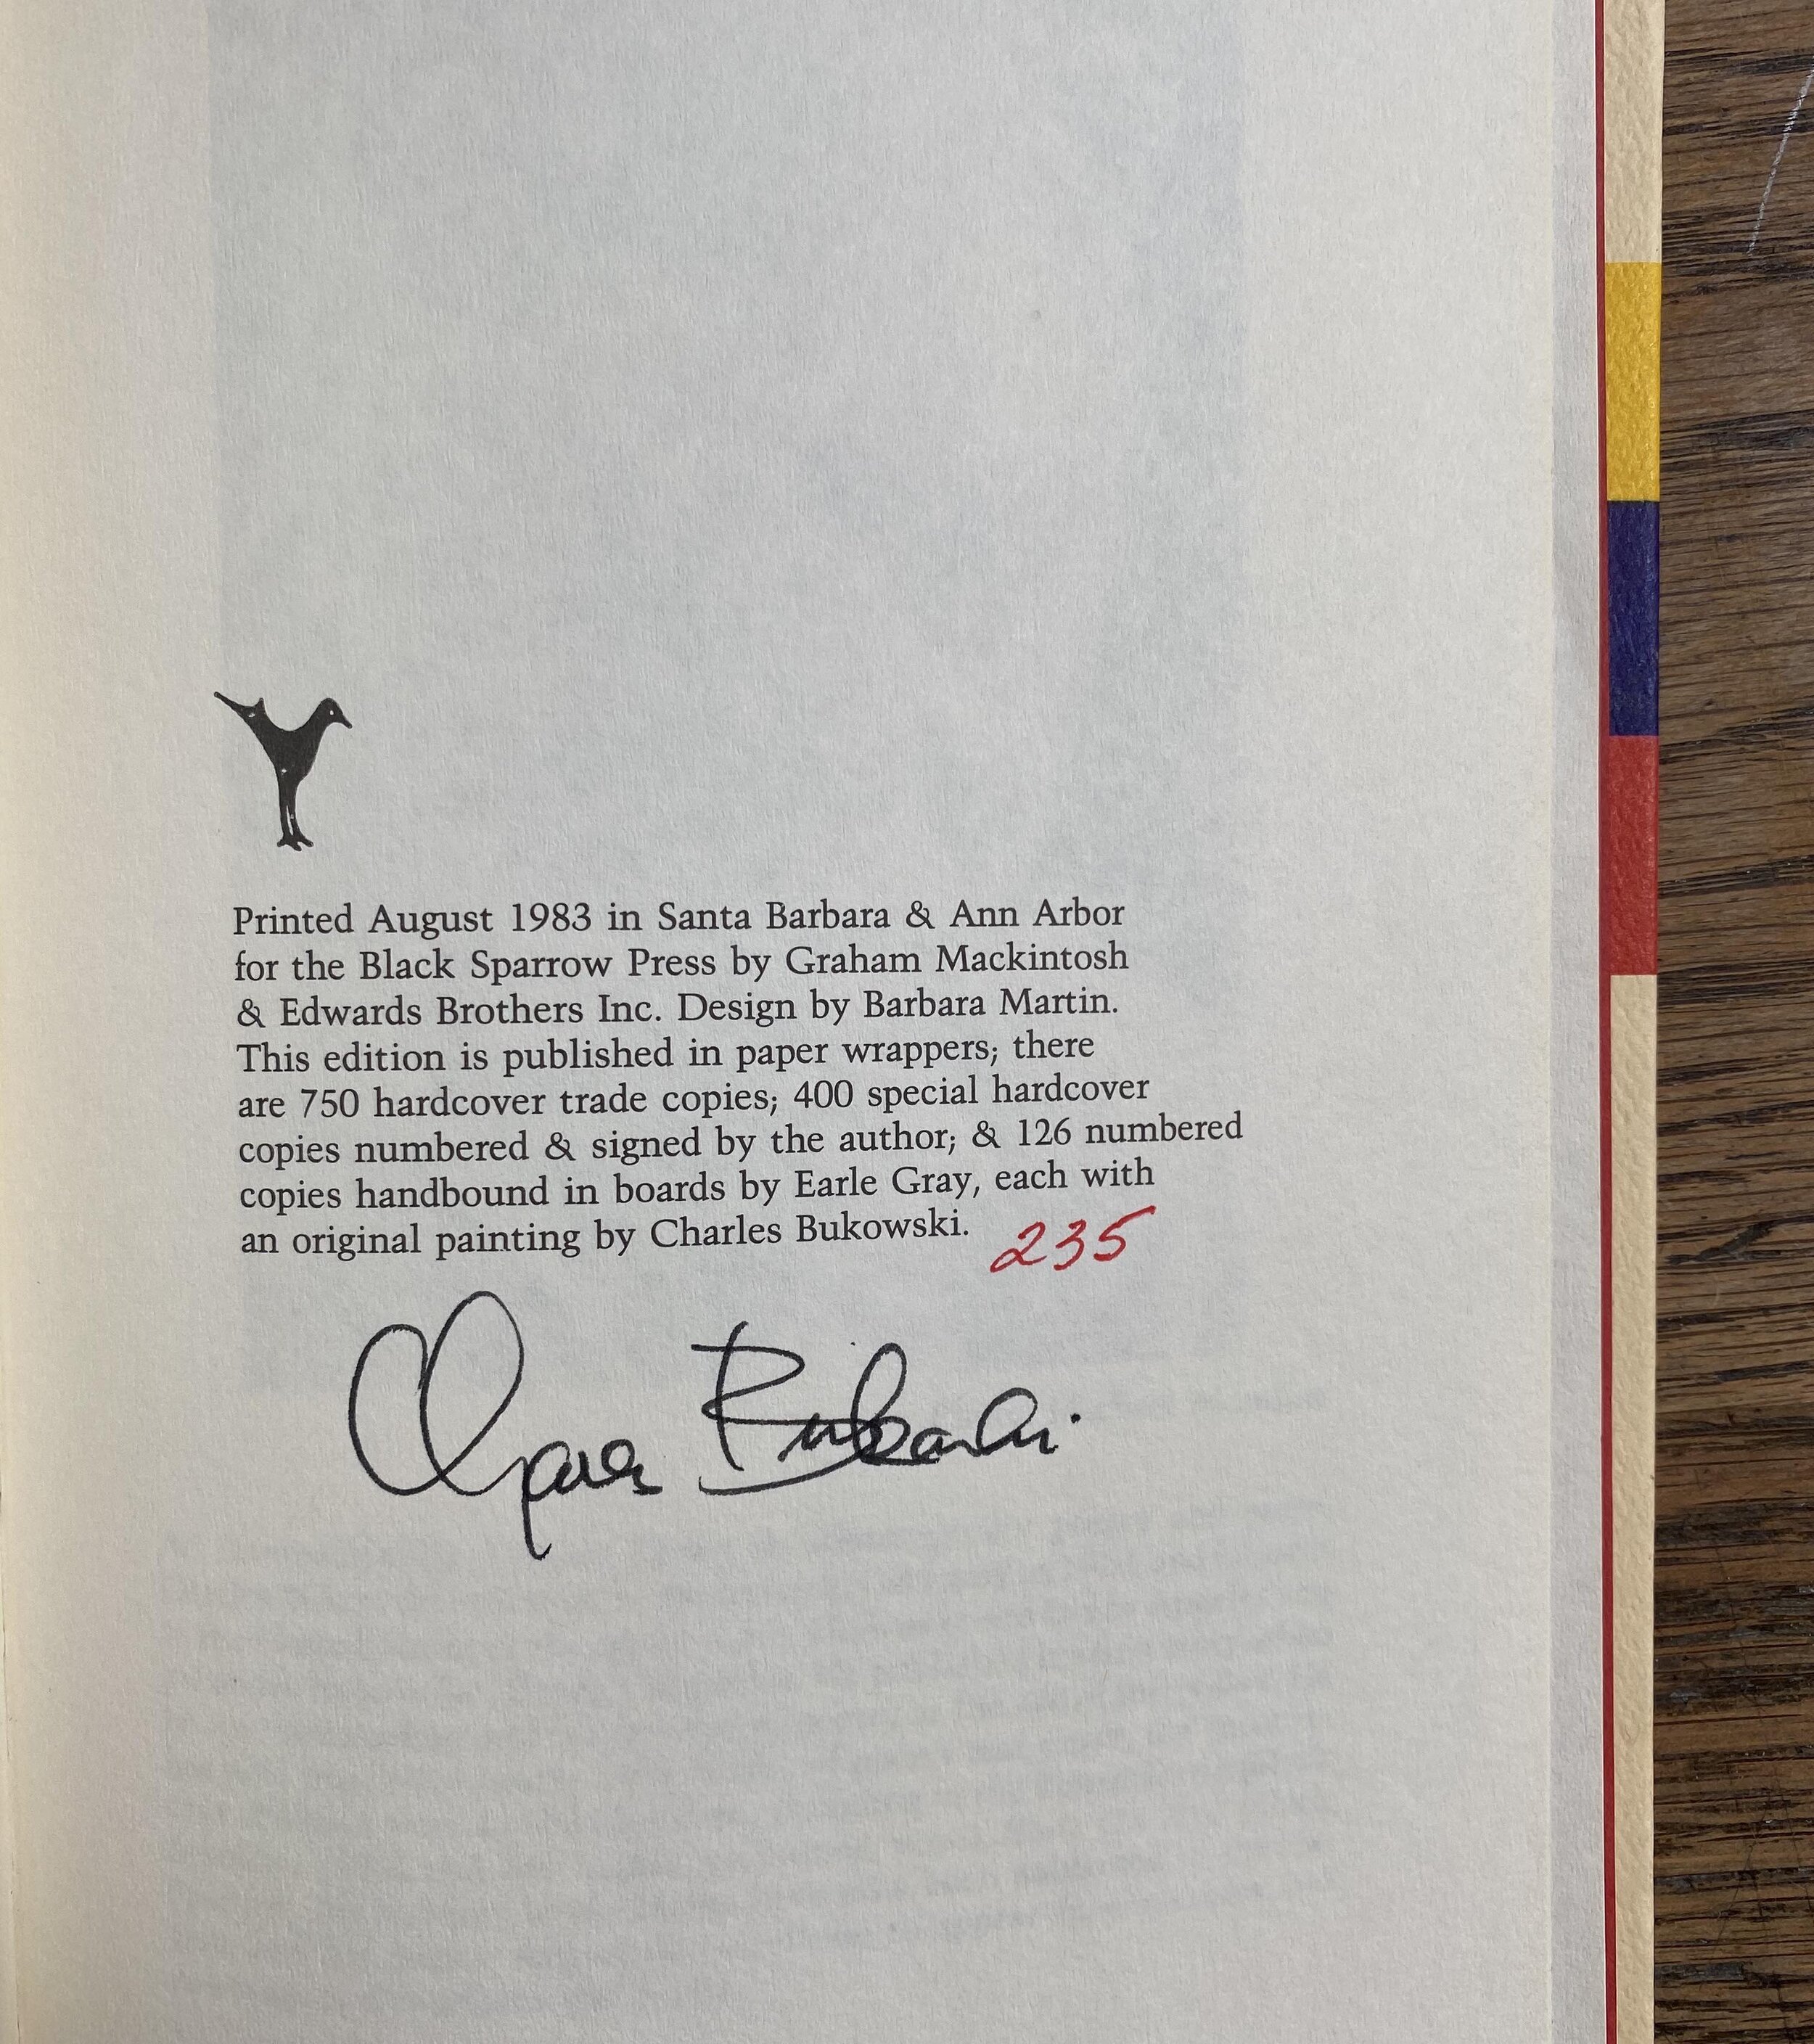 Printed August 1983 in Santa Barbara & Ann Arbor
for the Black Sparrow Press by Graham Mackintosh
& Edwards Brothers Inc. Design by Barbara Martin.
This edition is published in paper wrappers; there
are 750 hardcover trade copies; 400 special hardcover
copies numbered & signed by the author; & 126 numbered
copies handbound in boards by Earle Gray, each with
an original painting by Charles Bukowski. 235
Charles Bukowski